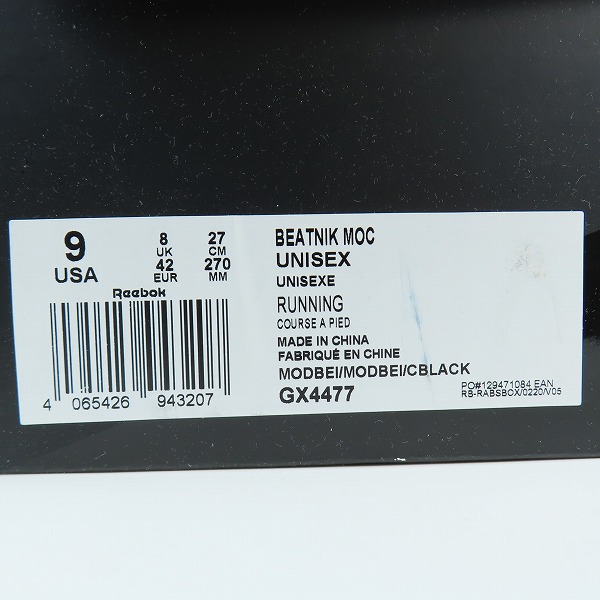 9
USA
8 27
UK CM
42 270
EUR MM
Reebok
4 065426 943207
BEATNIK MOC
UNISEX
UNISEXE
RUNNING
COURSE A PIED
MADE IN CHINA
FABRIQUÉ EN CHINE
MODBEI/MODBEI/CBLACK
GX4477
PO#129471084 EAN
RB-RABSBOX/0220/V05